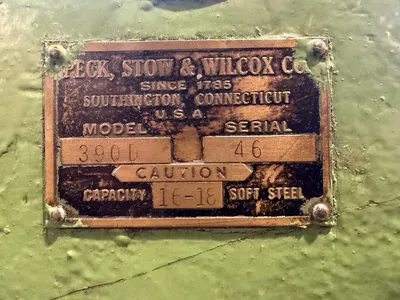 PECK, STOW & WILCOX CO.
SINCE 1785
SOUTHINGTON, CONNECTICUT
U.S.A.
MODEL SERIAL
390D 46
CAUTION
CAPACITY 16-18 SOFT STEEL